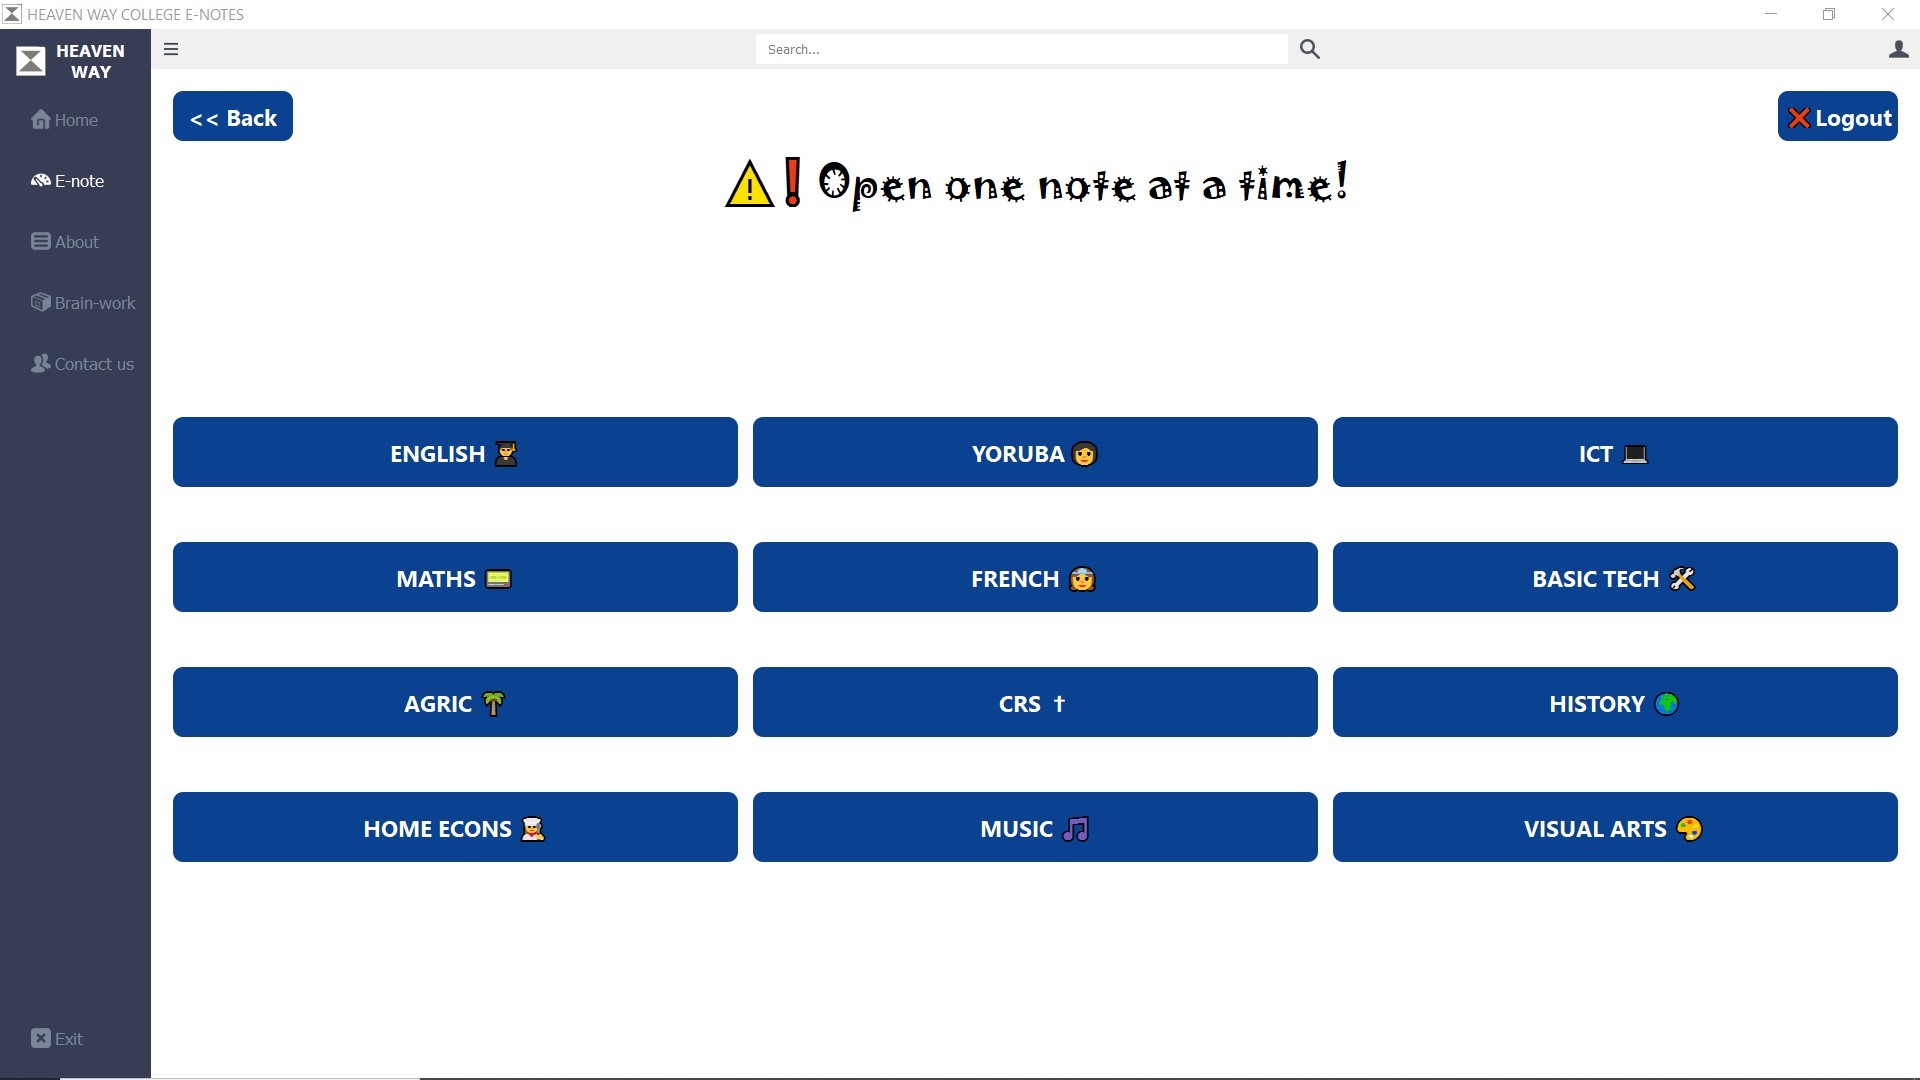 HEAVEN WAY COLLEGE E-NOTES
HEAVEN
WAY
Search...
Home
E-note
About
Brain-work
Contact us
Exit
<< Back
❌ Logout
⚠❗ Open one note at a time!
ENGLISH 👨‍🎓
YORUBA 👩
ICT 💻
MATHS 📟
FRENCH 👰
BASIC TECH 🛠
AGRIC 🌴
CRS ✝
HISTORY 🌍
HOME ECONS 👩‍🍳
MUSIC 🎵
VISUAL ARTS 🎨